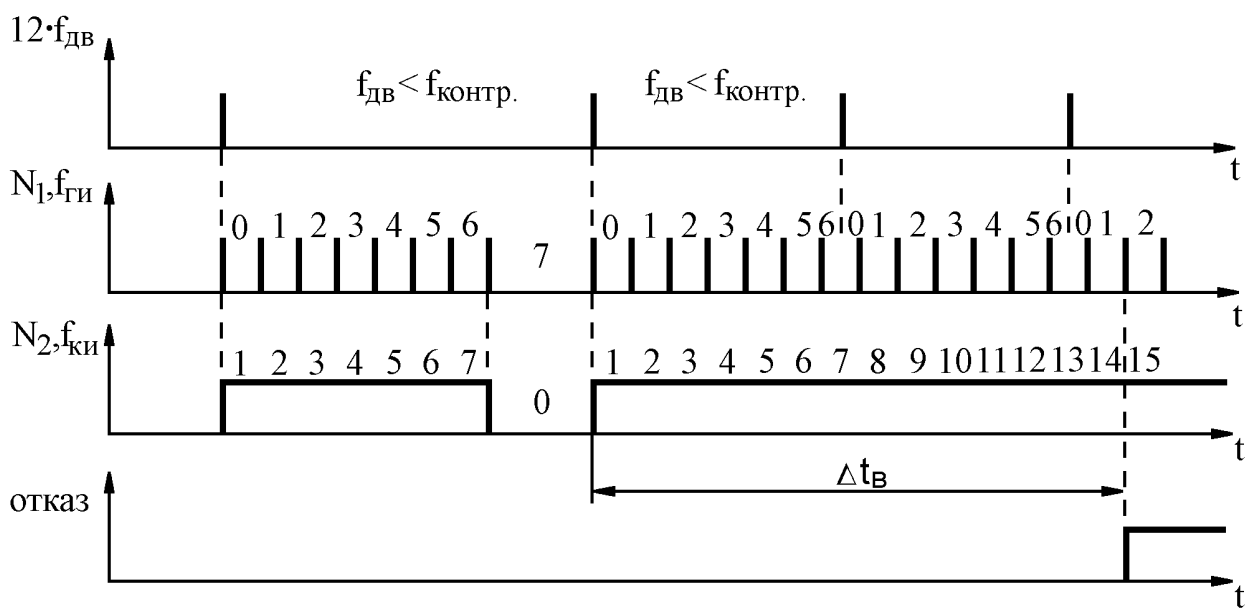 12·fдв
fдв< fконтр. fдв< fконтр.
t
N1,fги
0 1 2 3 4 5 6 7 0 1 2 3 4 5 6 0 1 2 3 4 5 6 0 1 2
t
N2,fки
1 2 3 4 5 6 7 0 1 2 3 4 5 6 7 8 9 10 11 12 13 14 15
t
Δtв
отказ
t